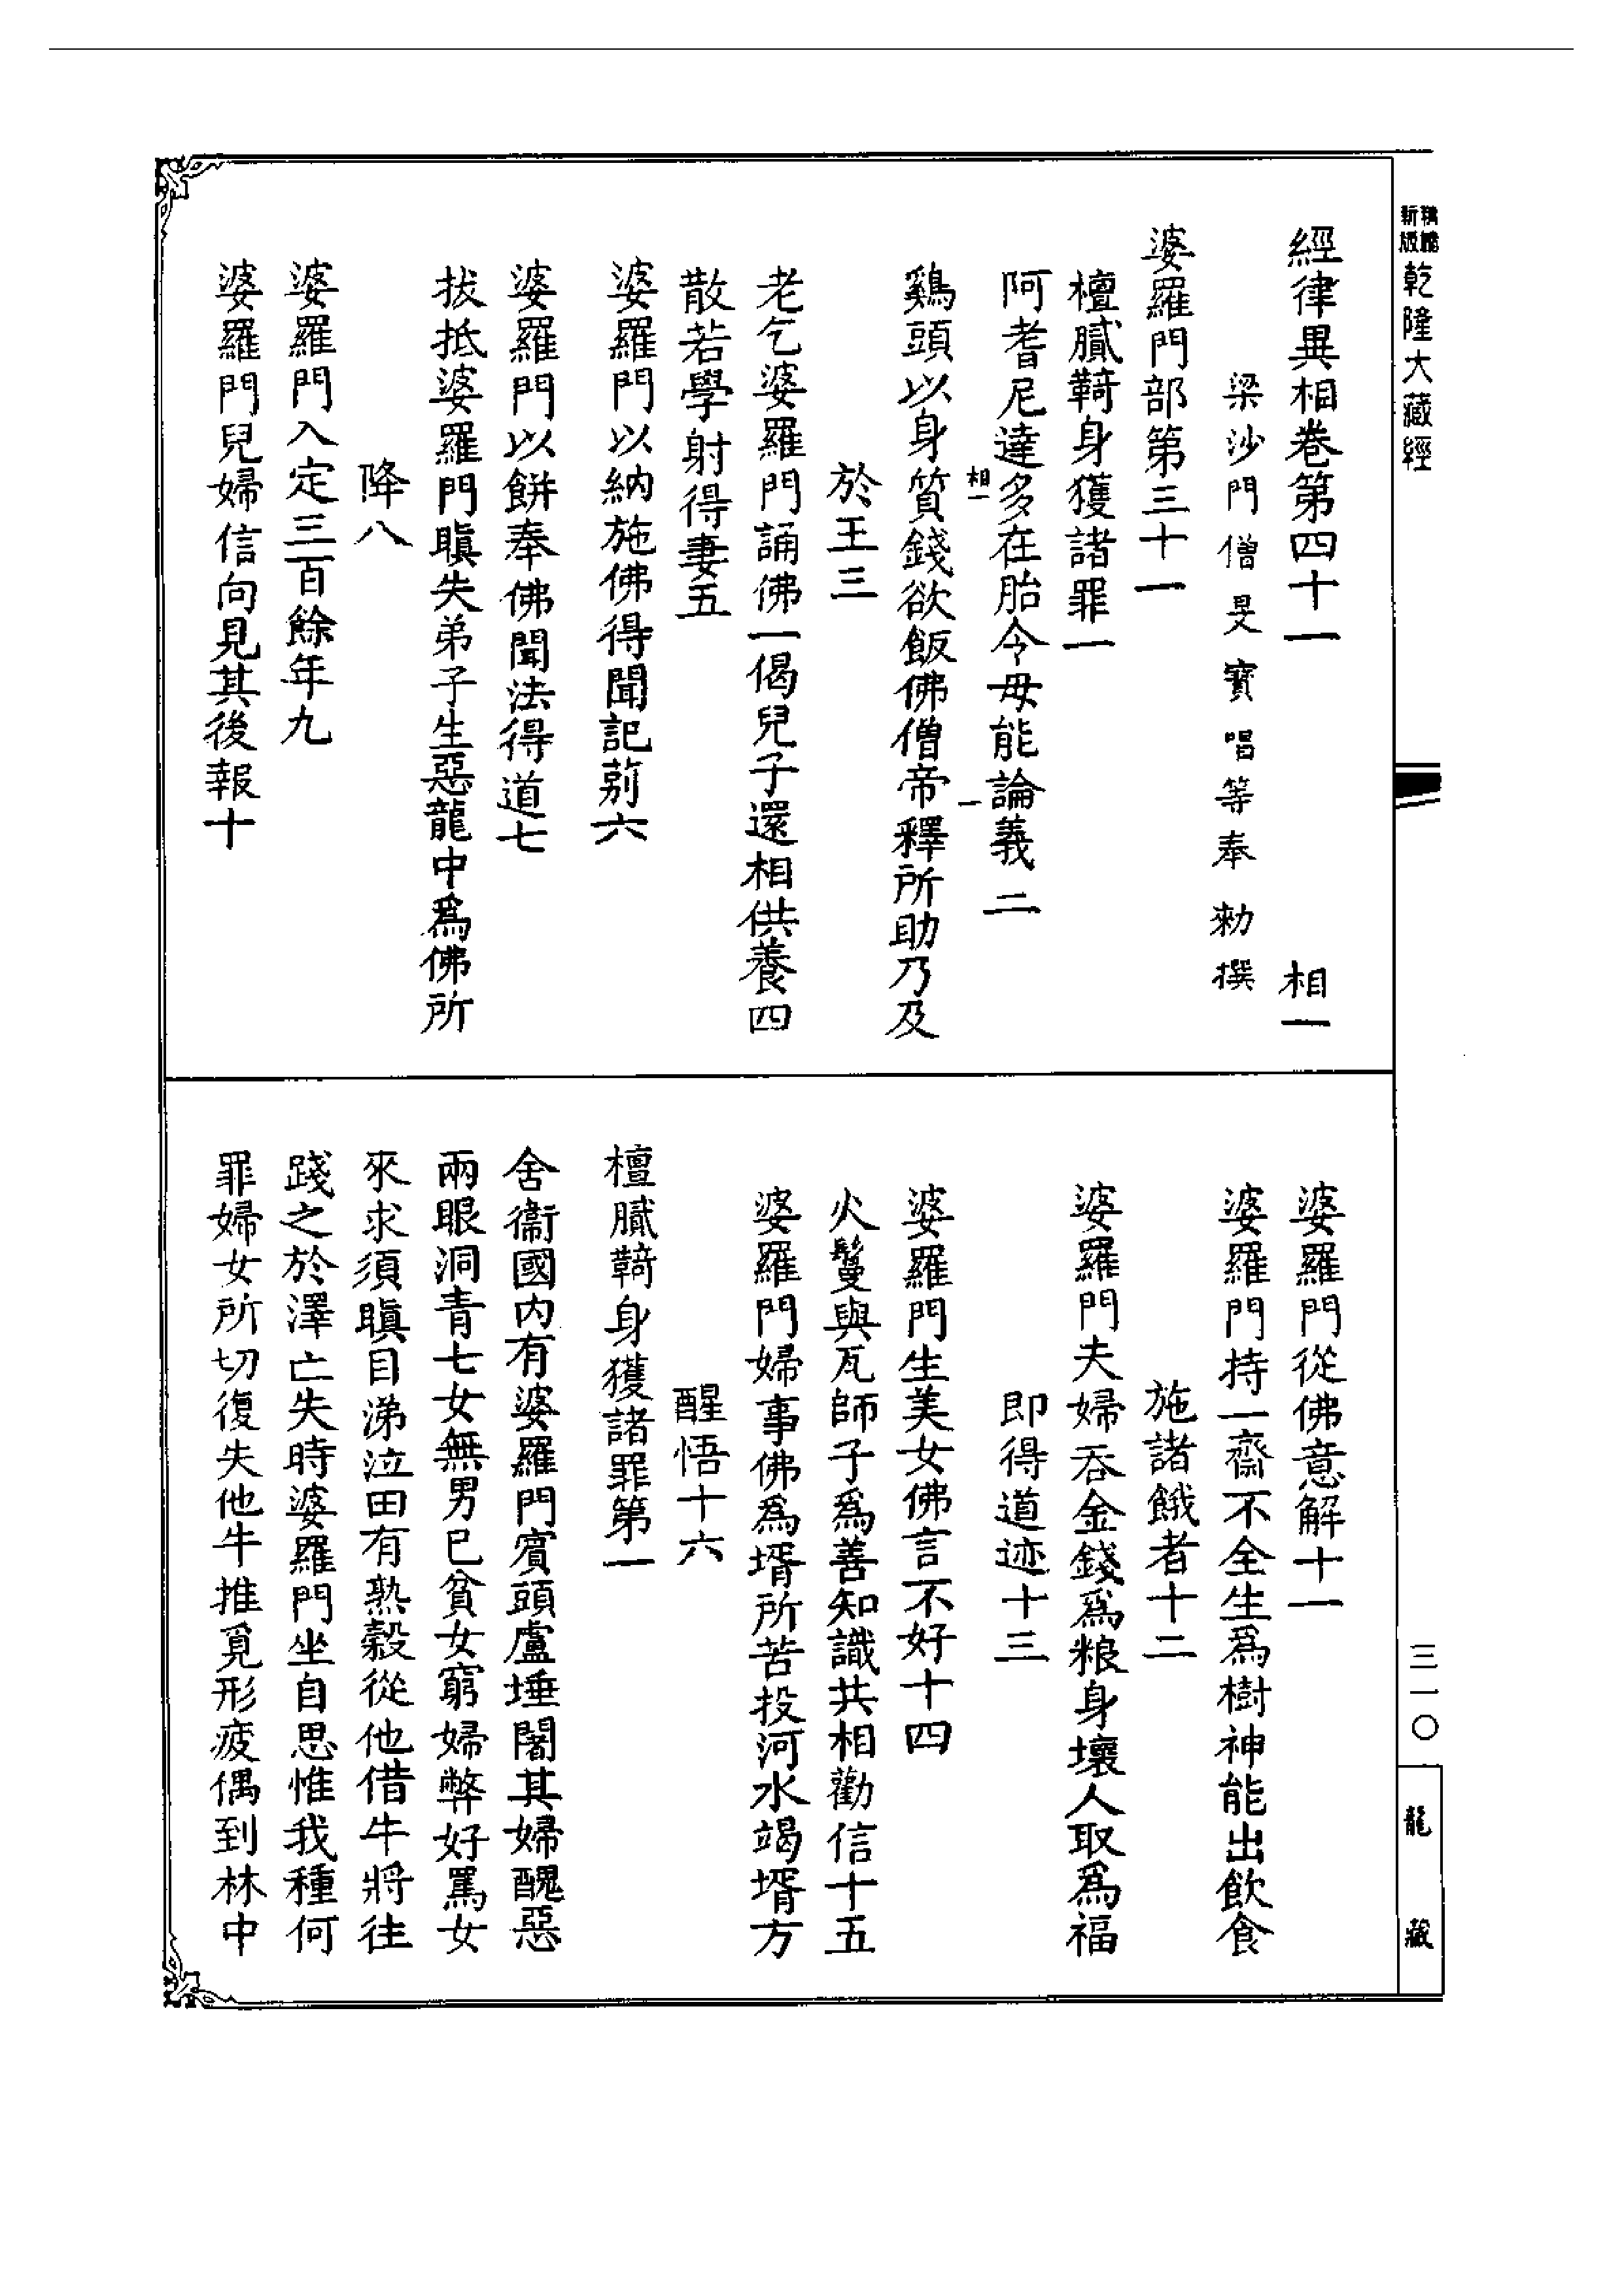 乾隆大藏經
經律異相卷第四十一　相一
梁沙門僧旻寶唱等奉勑撰
婆羅門部第三十一
檀膩䩭身獲諸罪一
阿耆尼達多在胎令母能論義二
相一
一
鷄頭以身質錢欲飯佛僧帝釋所助乃及
於王三
老乞婆羅門誦佛一偈兒子還相供養四
散若學射得妻五
婆羅門以納施佛得聞記莂六
婆羅門以餅奉佛聞法得道七
拔抵婆羅門瞋失弟子生惡龍中爲佛所
降八
婆羅門入定三百餘年九
婆羅門兒婦信向見其後報十
婆羅門從佛意解十一
婆羅門持一齋不全生爲樹神能出飲食
施諸餓者十二
婆羅門夫婦吞金錢爲粮身壞人取爲福
即得道迹十三
婆羅門生美女佛言不好十四
火鬘與瓦師子爲善知識共相勸信十五
婆羅門婦事佛爲壻所苦投河水竭壻方
醒悟十六
檀膩䩭身獲諸罪第一
舍衞國内有婆羅門賓頭盧埵闍其婦醜惡
兩眼洞青七女無男已貧女窮婦弊好罵女
來求須瞋目涕泣田有熟穀從他借牛將往
踐之於澤亡失時婆羅門坐自思惟我種何
罪婦女所切復失他牛推覓形疲偶到林中
三一〇
龍藏